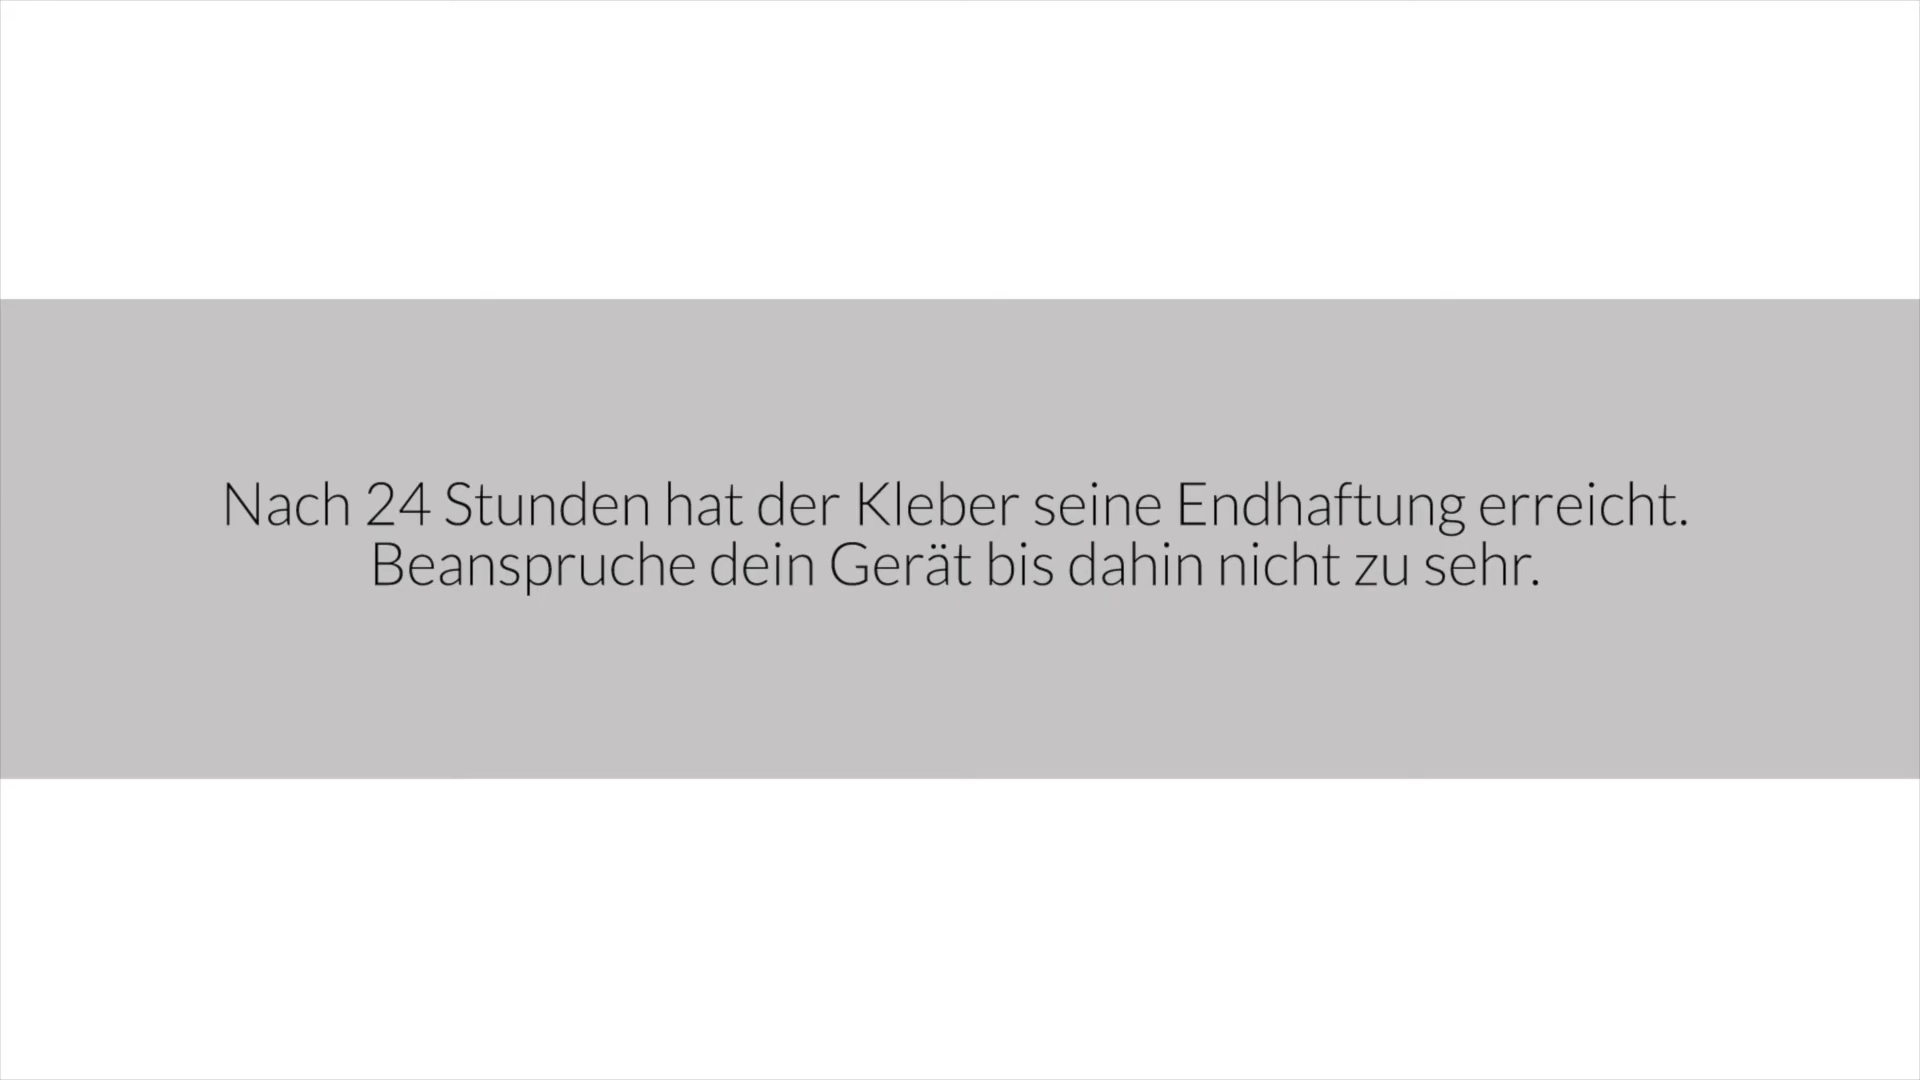 Nach 24 Stunden hat der Kleber seine Endhaftung erreicht.
Beanspruche dein Gerät bis dahin nicht zu sehr.